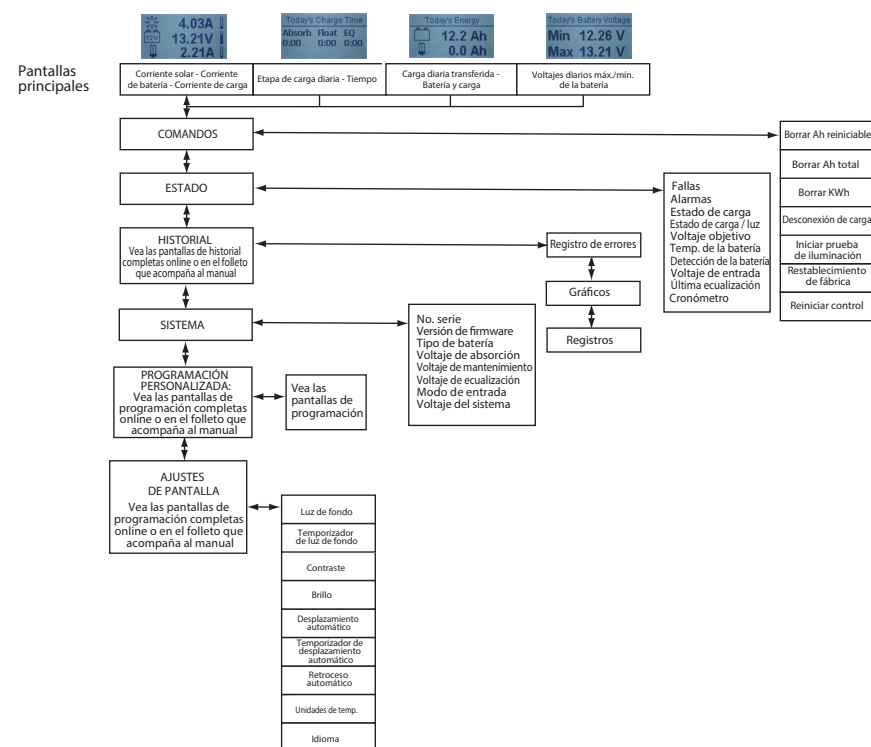 4.03A
12V 13.21V
2.21A
Today's Charge Time
Absorb Float EQ
0:00 0:00 0:00
Today's Energy
12.2 Ah
0.0 Ah
Today's Battery Voltage
Min 12.26 V
Max 13.21 V
Pantallas
principales
Corriente solar - Corriente
de batería - Corriente de carga
Etapa de carga diaria - Tiempo
Carga diaria transferida -
Batería y carga
Voltajes diarios máx./mín.
de la batería
COMANDOS
Borrar Ah reiniciable
Borrar Ah total
Borrar KWh
Desconexión de carga
Iniciar prueba
de iluminación
Restablecimiento
de fábrica
Reiniciar control
ESTADO
Fallas
Alarmas
Estado de carga
Estado de carga / luz
Voltaje objetivo
Temp. de la batería
Detección de la batería
Voltaje de entrada
Última ecualización
Cronómetro
HISTORIAL
Vea las pantallas de historial
completas online o en el folleto
que acompaña al manual
Registro de errores
Gráficos
Registros
SISTEMA
No. serie
Versión de firmware
Tipo de batería
Voltaje de absorción
Voltaje de mantenimiento
Voltaje de ecualización
Modo de entrada
Voltaje del sistema
PROGRAMACIÓN
PERSONALIZADA:
Vea las pantallas de
programación completas
online o en el folleto que
acompaña al manual
Vea las
pantallas de
programación
AJUSTES
DE PANTALLA
Vea las pantallas de
programación completas
online o en el folleto que
acompaña al manual
Luz de fondo
Temporizador
de luz de fondo
Contraste
Brillo
Desplazamiento
automático
Temporizador de
desplazamiento
automático
Retroceso
automático
Unidades de temp.
Idioma